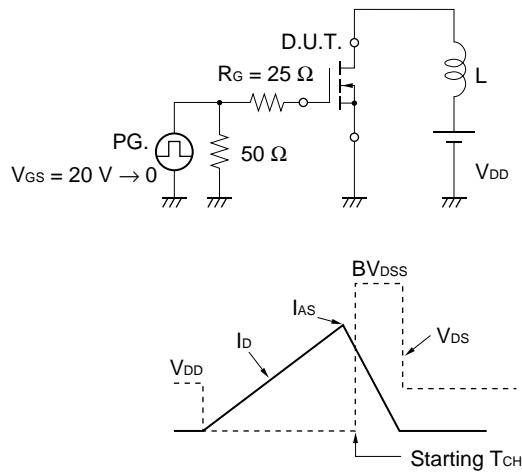 D.U.T.
RG = 25 Ω
L
PG.
50 Ω
VGS = 20 V → 0
VDD
BVDSS
IAS
ID
VDS
VDD
Starting TCH